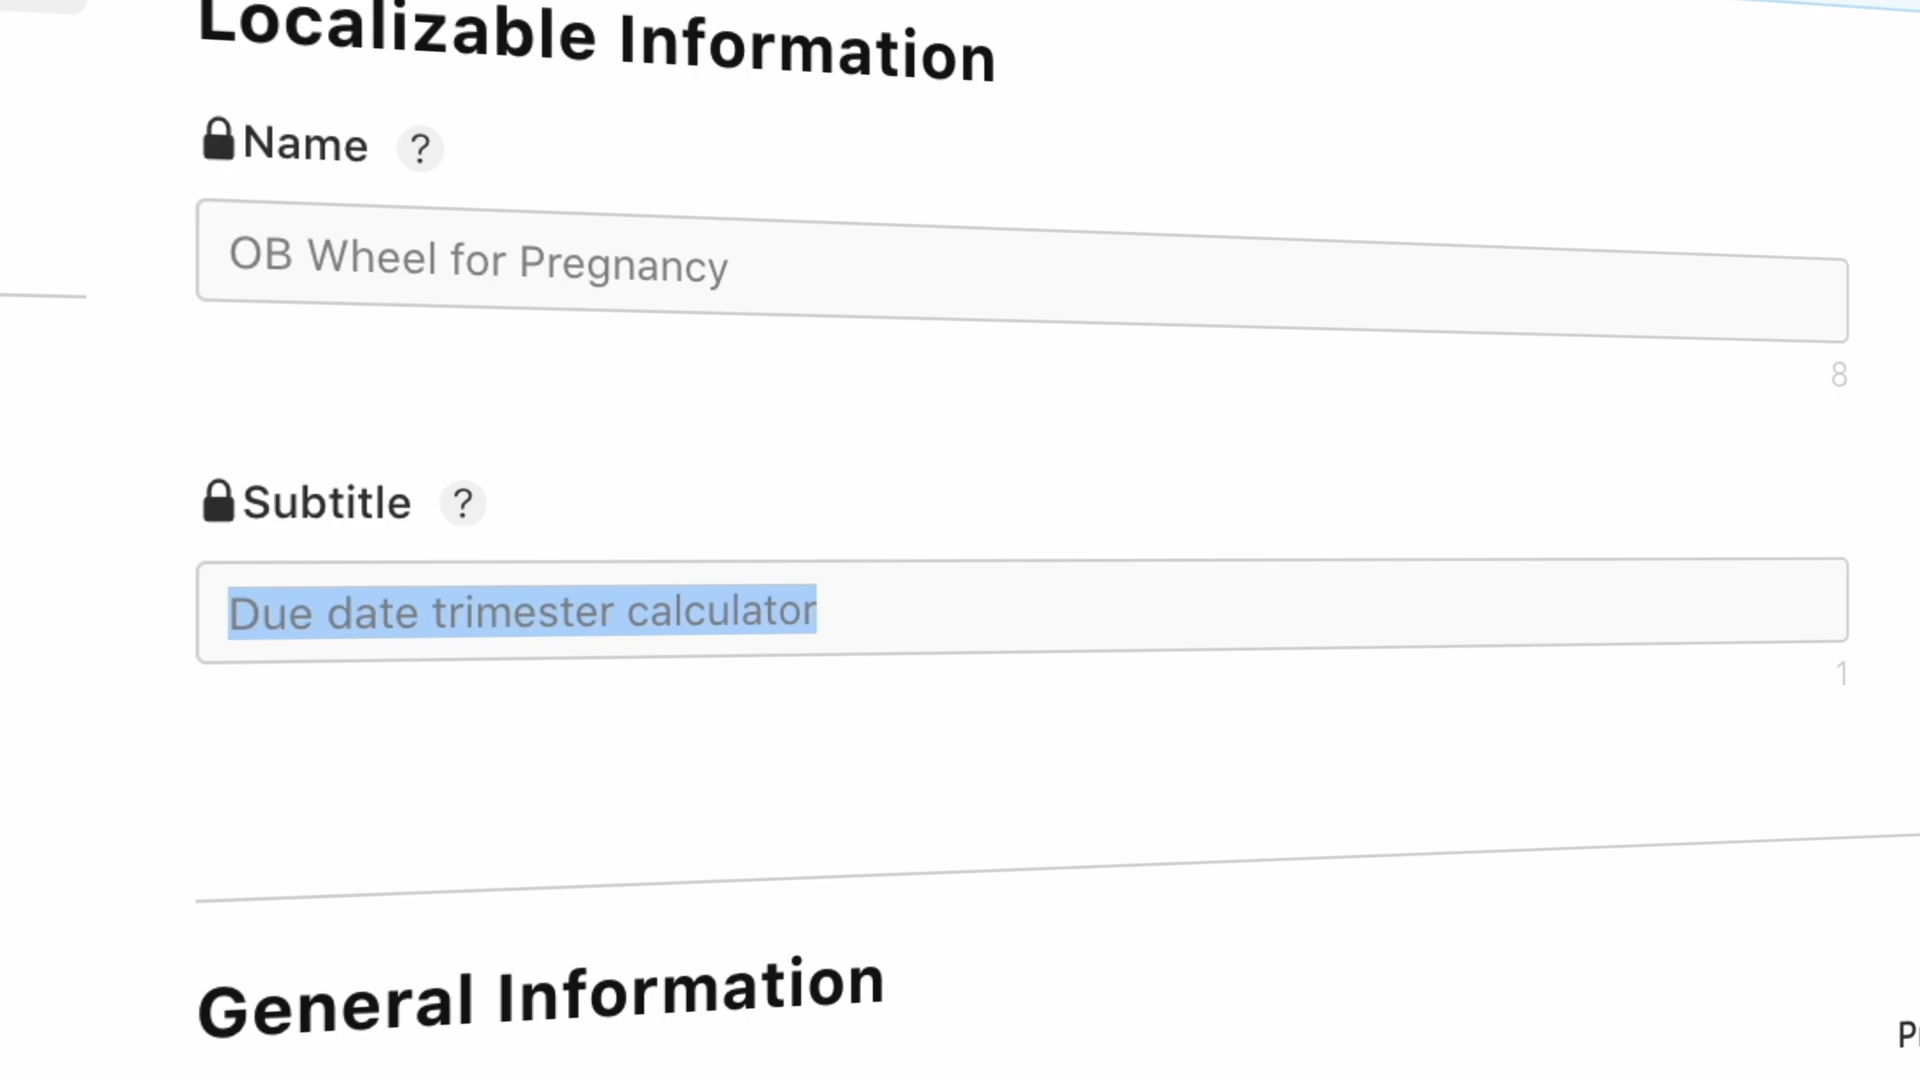 Localizable Information
Name ?
OB Wheel for Pregnancy
8
Subtitle ?
Due date trimester calculator
1
General Information